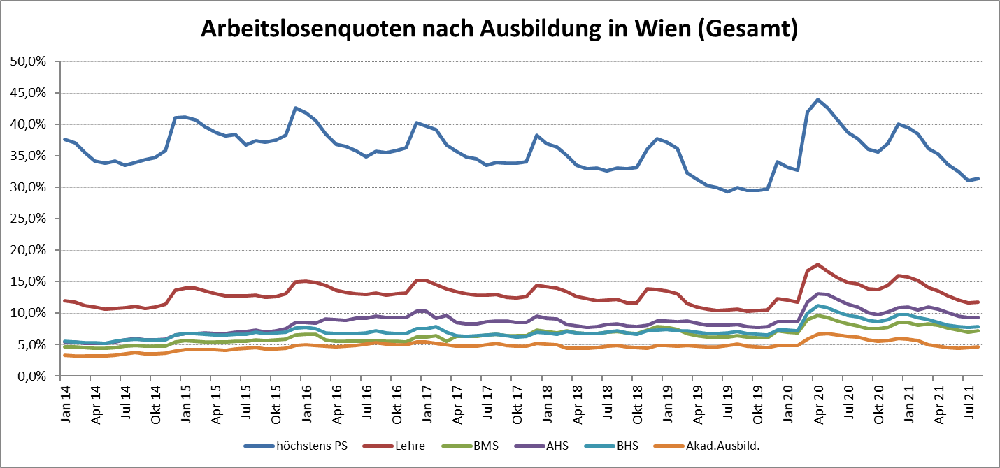 Arbeitslosenquoten nach Ausbildung in Wien (Gesamt)
50,0%
45,0%
40,0%
35,0%
30,0%
25,0%
20,0%
15,0%
10,0%
5,0%
0,0%
Jan 14
Apr 14
Jul 14
Okt 14
Jan 15
Apr 15
Jul 15
Okt 15
Jan 16
Apr 16
Jul 16
Okt 16
Jan 17
Apr 17
Jul 17
Okt 17
Jan 18
Apr 18
Jul 18
Okt 18
Jan 19
Apr 19
Jul 19
Okt 19
Jan 20
Apr 20
Jul 20
Okt 20
Jan 21
Apr 21
Jul 21
höchstens PS Lehre BMS AHS BHS Akad.Ausbild.